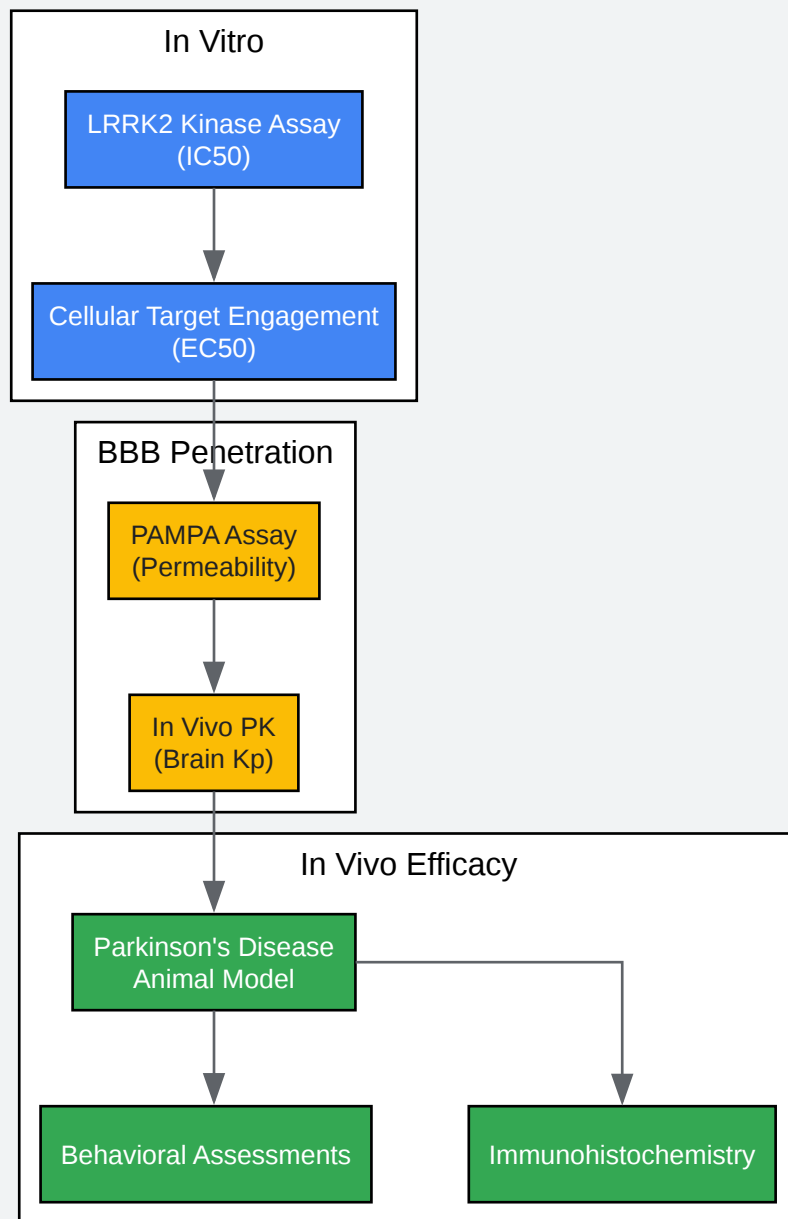 In Vitro
LRRK2 Kinase Assay
(IC50)
Cellular Target Engagement
(EC50)
BBB Penetration
PAMPA Assay
(Permeability)
In Vivo PK
(Brain Kp)
In Vivo Efficacy
Parkinson's Disease
Animal Model
Behavioral Assessments
Immunohistochemistry